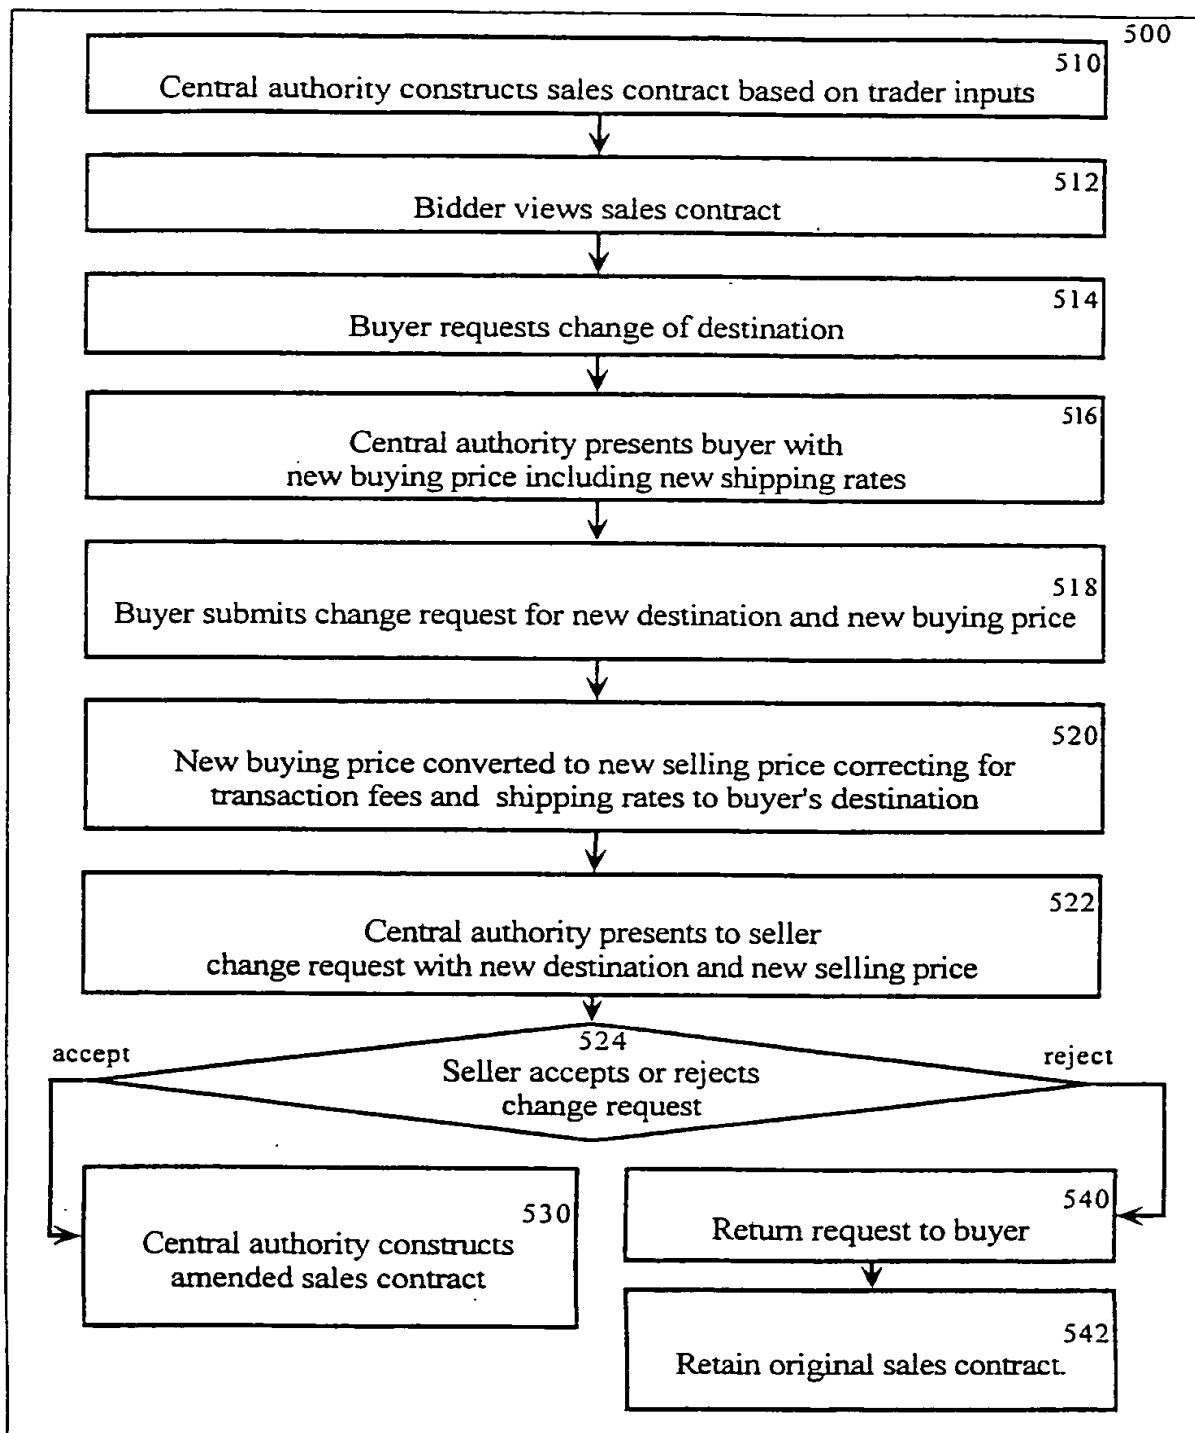 500
510
Central authority constructs sales contract based on trader inputs
512
Bidder views sales contract
514
Buyer requests change of destination
516
Central authority presents buyer with
new buying price including new shipping rates
518
Buyer submits change request for new destination and new buying price
520
New buying price converted to new selling price correcting for
transaction fees and shipping rates to buyer's destination
522
Central authority presents to seller
change request with new destination and new selling price
524
accept
reject
Seller accepts or rejects
change request
530
Central authority constructs
amended sales contract
540
Return request to buyer
542
Retain original sales contract.